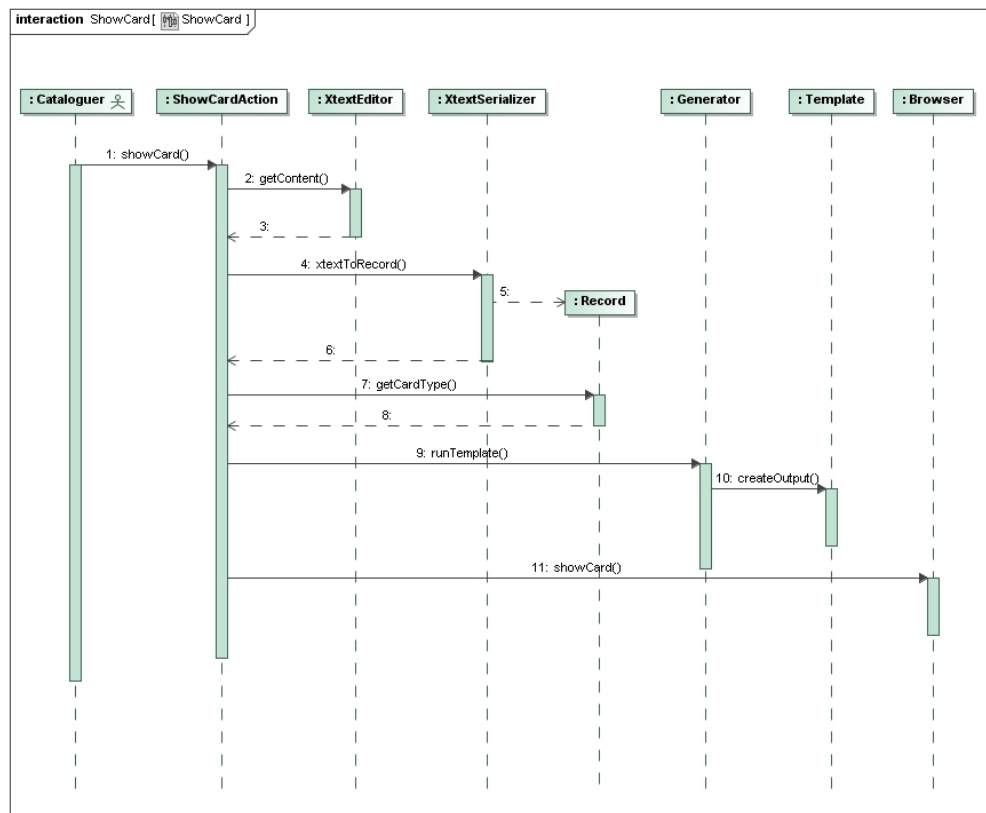 interaction ShowCard[ ShowCard ]
: Cataloguer
: ShowCardAction
: XtextEditor
: XtextSerializer
: Generator
: Template
: Browser
1: showCard()
2: getContent()
3:
4: xtextToRecord()
5:
: Record
6:
7: getCardType()
8:
9: runTemplate()
10: createOutput()
11: showCard()